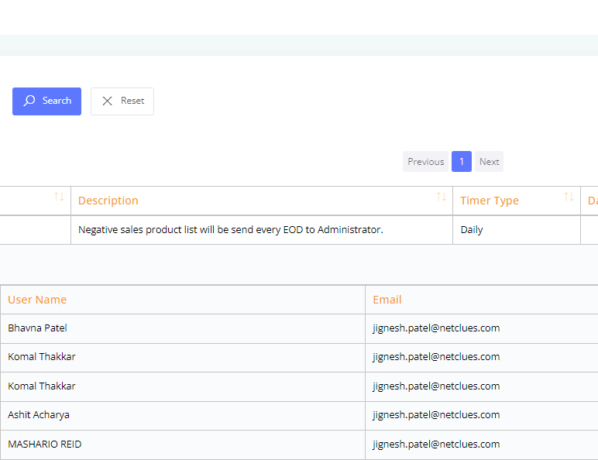 Search Reset
Previous 1 Next
Description Timer Type
Negative sales product list will be send every EOD to Administrator. Daily
User Name Email
Bhavna Patel jignesh.patel@netclues.com
Komal Thakkar jignesh.patel@netclues.com
Komal Thakkar jignesh.patel@netclues.com
Ashit Acharya jignesh.patel@netclues.com
MASHARIO REID jignesh.patel@netclues.com